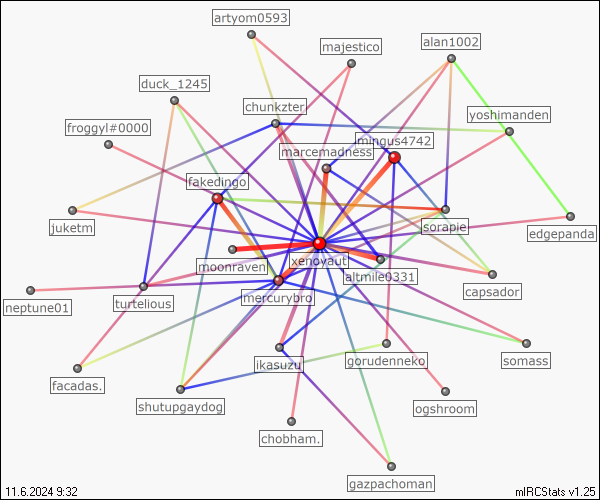 artyom0593
majestico
alan1002
duck_1245
chunkzter
yoshimanden
froggyl#0000
mingus4742
marcemadness
fakedingo
juketm
sorapie
edgepanda
moonraven
xenoyaut
altmile0331
capsador
neptune01
turtelious
mercurybro
facadas.
ikasuzu
gorudenneko
somass
shutupgaydog
ogshroom
chobham.
gazpachoman
11.6.2024 9:32
mIRCStats v1.25